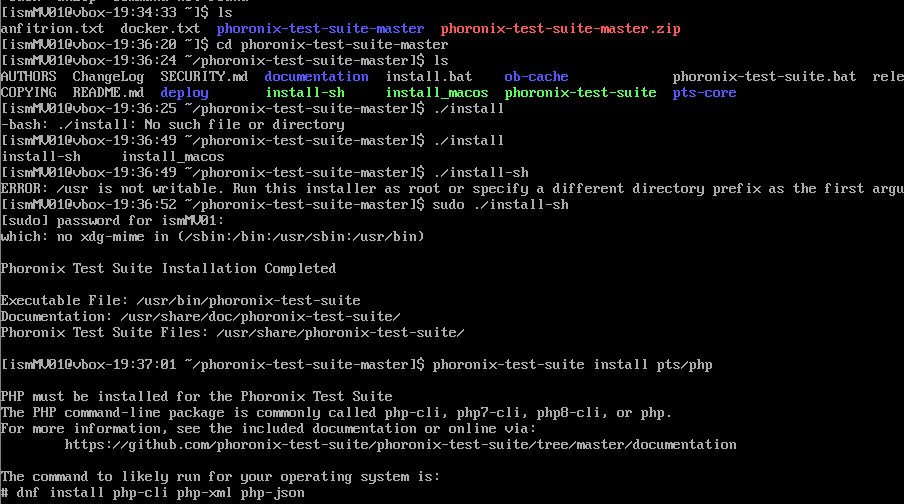 [ismMV01@vbox-19:34:33 ~]$ ls
anfitrion.txt  docker.txt  phoronix-test-suite-master  phoronix-test-suite-master.zip
[ismMV01@vbox-19:36:20 ~]$ cd phoronix-test-suite-master
[ismMV01@vbox-19:36:24 ~/phoronix-test-suite-master]$ ls
AUTHORS  ChangeLog  SECURITY.md  documentation  install.bat    ob-cache             phoronix-test-suite.bat  rele
COPYING  README.md  deploy       install-sh     install_macos  phoronix-test-suite  pts-core
[ismMV01@vbox-19:36:25 ~/phoronix-test-suite-master]$ ./install
-bash: ./install: No such file or directory
[ismMV01@vbox-19:36:49 ~/phoronix-test-suite-master]$ ./install
install-sh     install_macos
[ismMV01@vbox-19:36:49 ~/phoronix-test-suite-master]$ ./install-sh
ERROR: /usr is not writable. Run this installer as root or specify a different directory prefix as the first argu
[ismMV01@vbox-19:36:52 ~/phoronix-test-suite-master]$ sudo ./install-sh
[sudo] password for ismMV01:
which: no xdg-mime in (/sbin:/bin:/usr/sbin:/usr/bin)
Phoronix Test Suite Installation Completed
Executable File: /usr/bin/phoronix-test-suite
Documentation: /usr/share/doc/phoronix-test-suite/
Phoronix Test Suite Files: /usr/share/phoronix-test-suite/
[ismMV01@vbox-19:37:01 ~/phoronix-test-suite-master]$ phoronix-test-suite install pts/php
PHP must be installed for the Phoronix Test Suite
The PHP command-line package is commonly called php-cli, php7-cli, php8-cli, or php.
For more information, see the included documentation or online via:
https://github.com/phoronix-test-suite/phoronix-test-suite/tree/master/documentation
The command to likely run for your operating system is:
# dnf install php-cli php-xml php-json